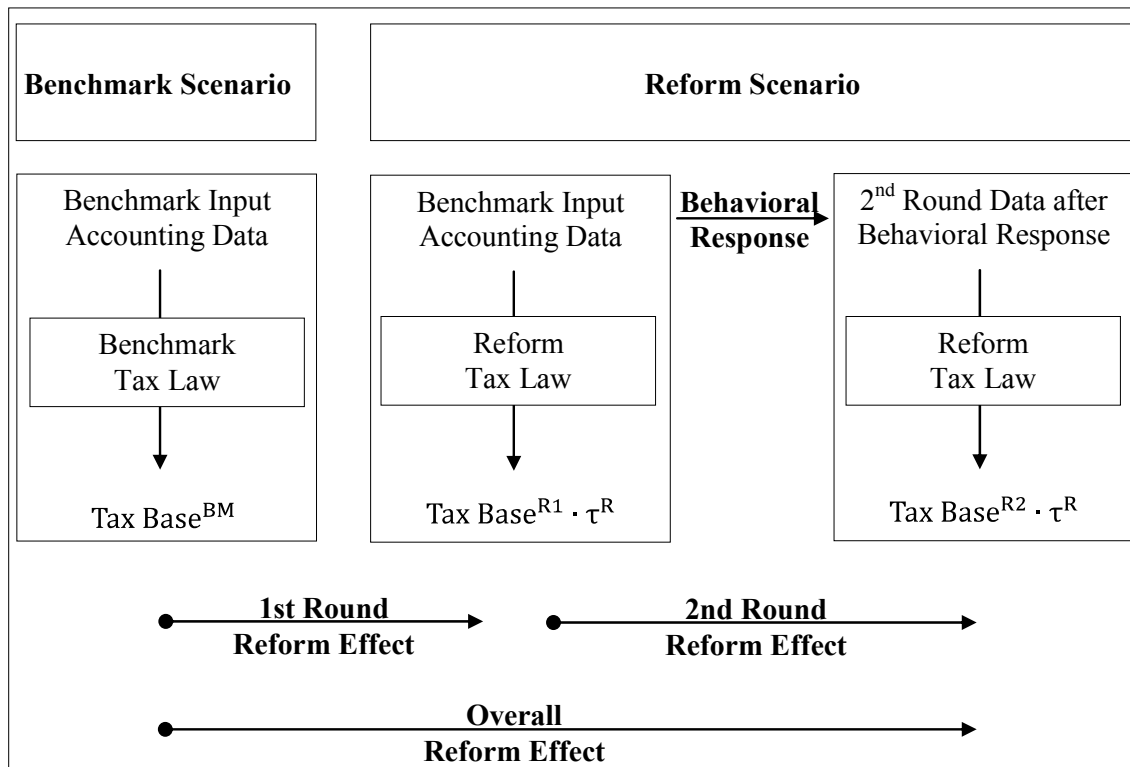 Benchmark Scenario
Reform Scenario
Benchmark Input
Accounting Data
Benchmark
Tax Law
Tax Base^BM
Benchmark Input
Accounting Data
Reform
Tax Law
Tax Base^R1 · τ^R
Behavioral
Response
2nd Round Data after
Behavioral Response
Reform
Tax Law
Tax Base^R2 · τ^R
1st Round
Reform Effect
2nd Round
Reform Effect
Overall
Reform Effect